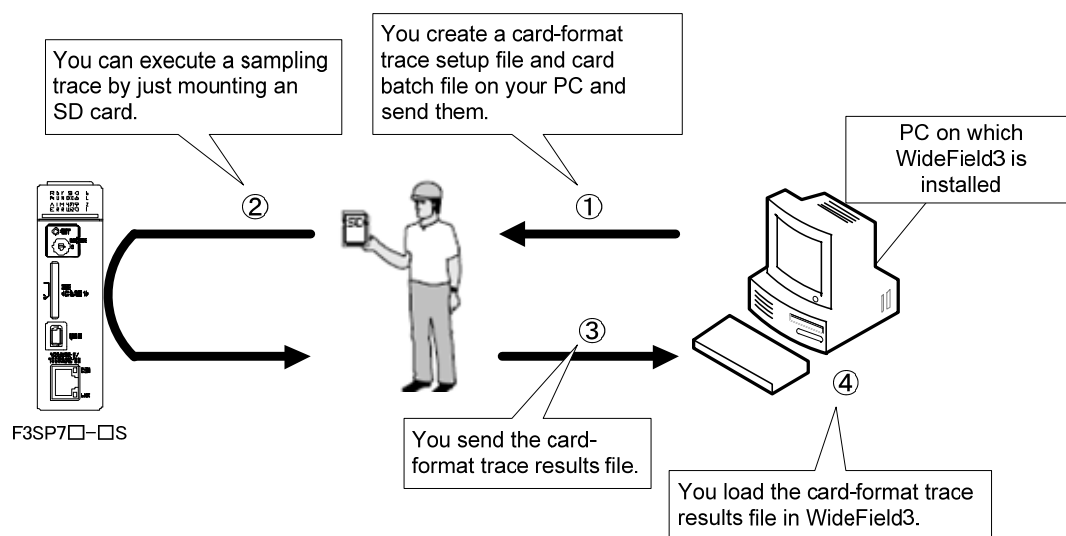 You can execute a sampling
trace by just mounting an
SD card.
You create a card-format
trace setup file and card
batch file on your PC and
send them.
PC on which
WideField3 is
installed
②
①
SD
③
④
F3SP7□-□S
You send the card-
format trace results file.
You load the card-format trace
results file in WideField3.